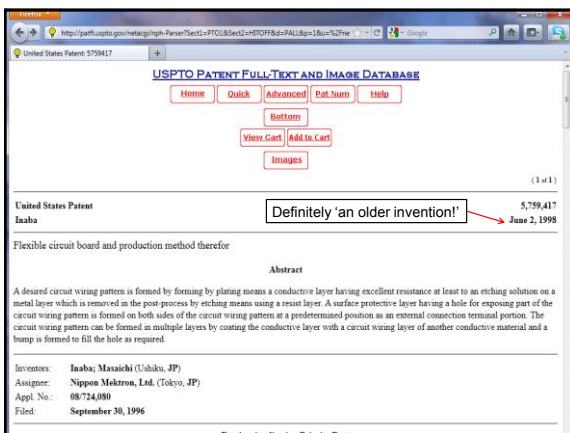 Firefox
http://patft.uspto.gov/netacgi/nph-Parser?Sect1=PTO1&Sect2=HITOFF&d=PALL&p=1&u=%2Fne
Google
United States Patent: 5759417
USPTO PATENT FULL-TEXT AND IMAGE DATABASE
Home Quick Advanced Pat Num Help
Bottom
View Cart Add to Cart
Images
( 1 of 1 )
United States Patent 5,759,417
Inaba June 2, 1998
Definitely 'an older invention!'
Flexible circuit board and production method therefor
Abstract
A desired circuit wiring pattern is formed by forming by plating means a conductive layer having excellent resistance at least to an etching solution on a
metal layer which is removed in the post-process by etching means using a resist layer. A surface protective layer having a hole for exposing part of the
circuit wiring pattern is formed on both sides of the circuit wiring pattern at a predetermined position as an external connection terminal portion. The
circuit wiring pattern can be formed in multiple layers by coating the conductive layer with a circuit wiring layer of another conductive material and a
bump is formed to fill the hole as required.
Inventors: Inaba; Masaichi (Ushiku, JP)
Assignee: Nippon Mektron, Ltd. (Tokyo, JP)
Appl. No.: 08/724,080
Filed: September 30, 1996